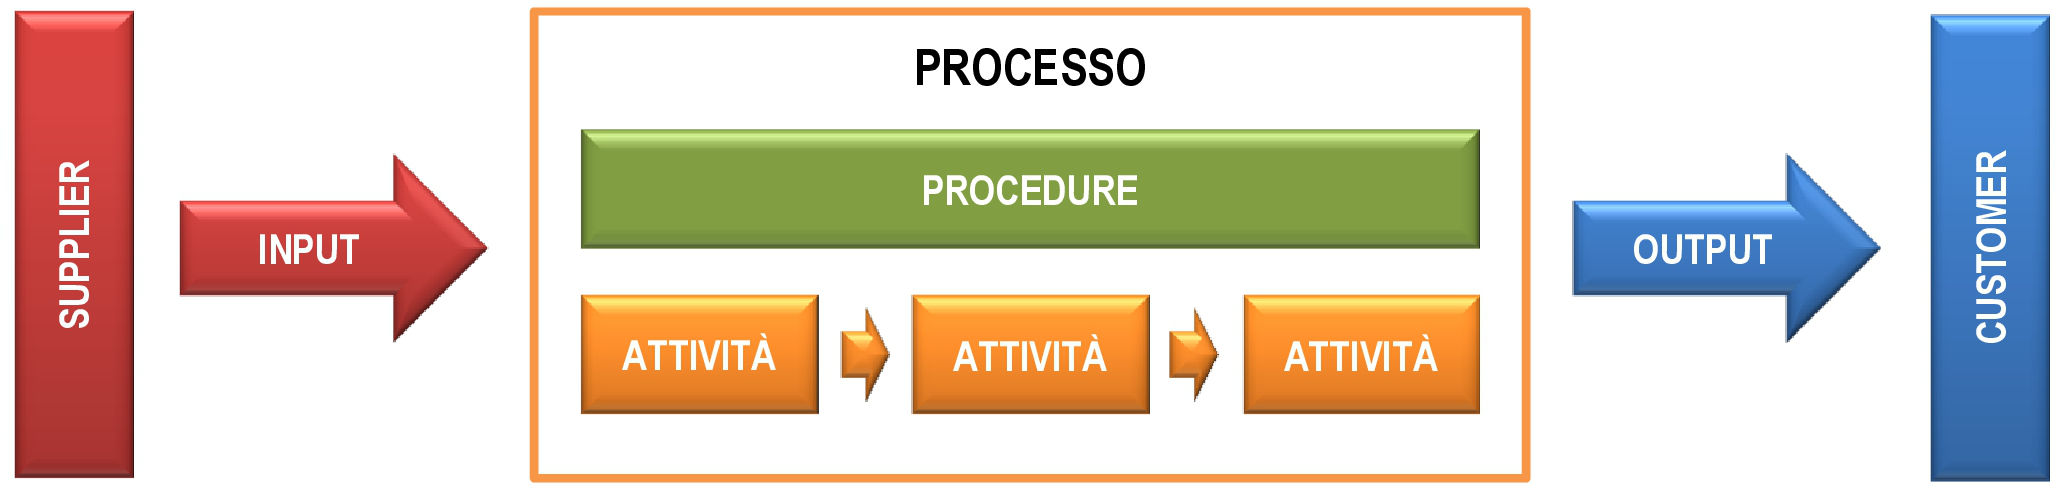 SUPPLIER
INPUT
PROCESSO
PROCEDURE
ATTIVITÀ
ATTIVITÀ
ATTIVITÀ
OUTPUT
CUSTOMER